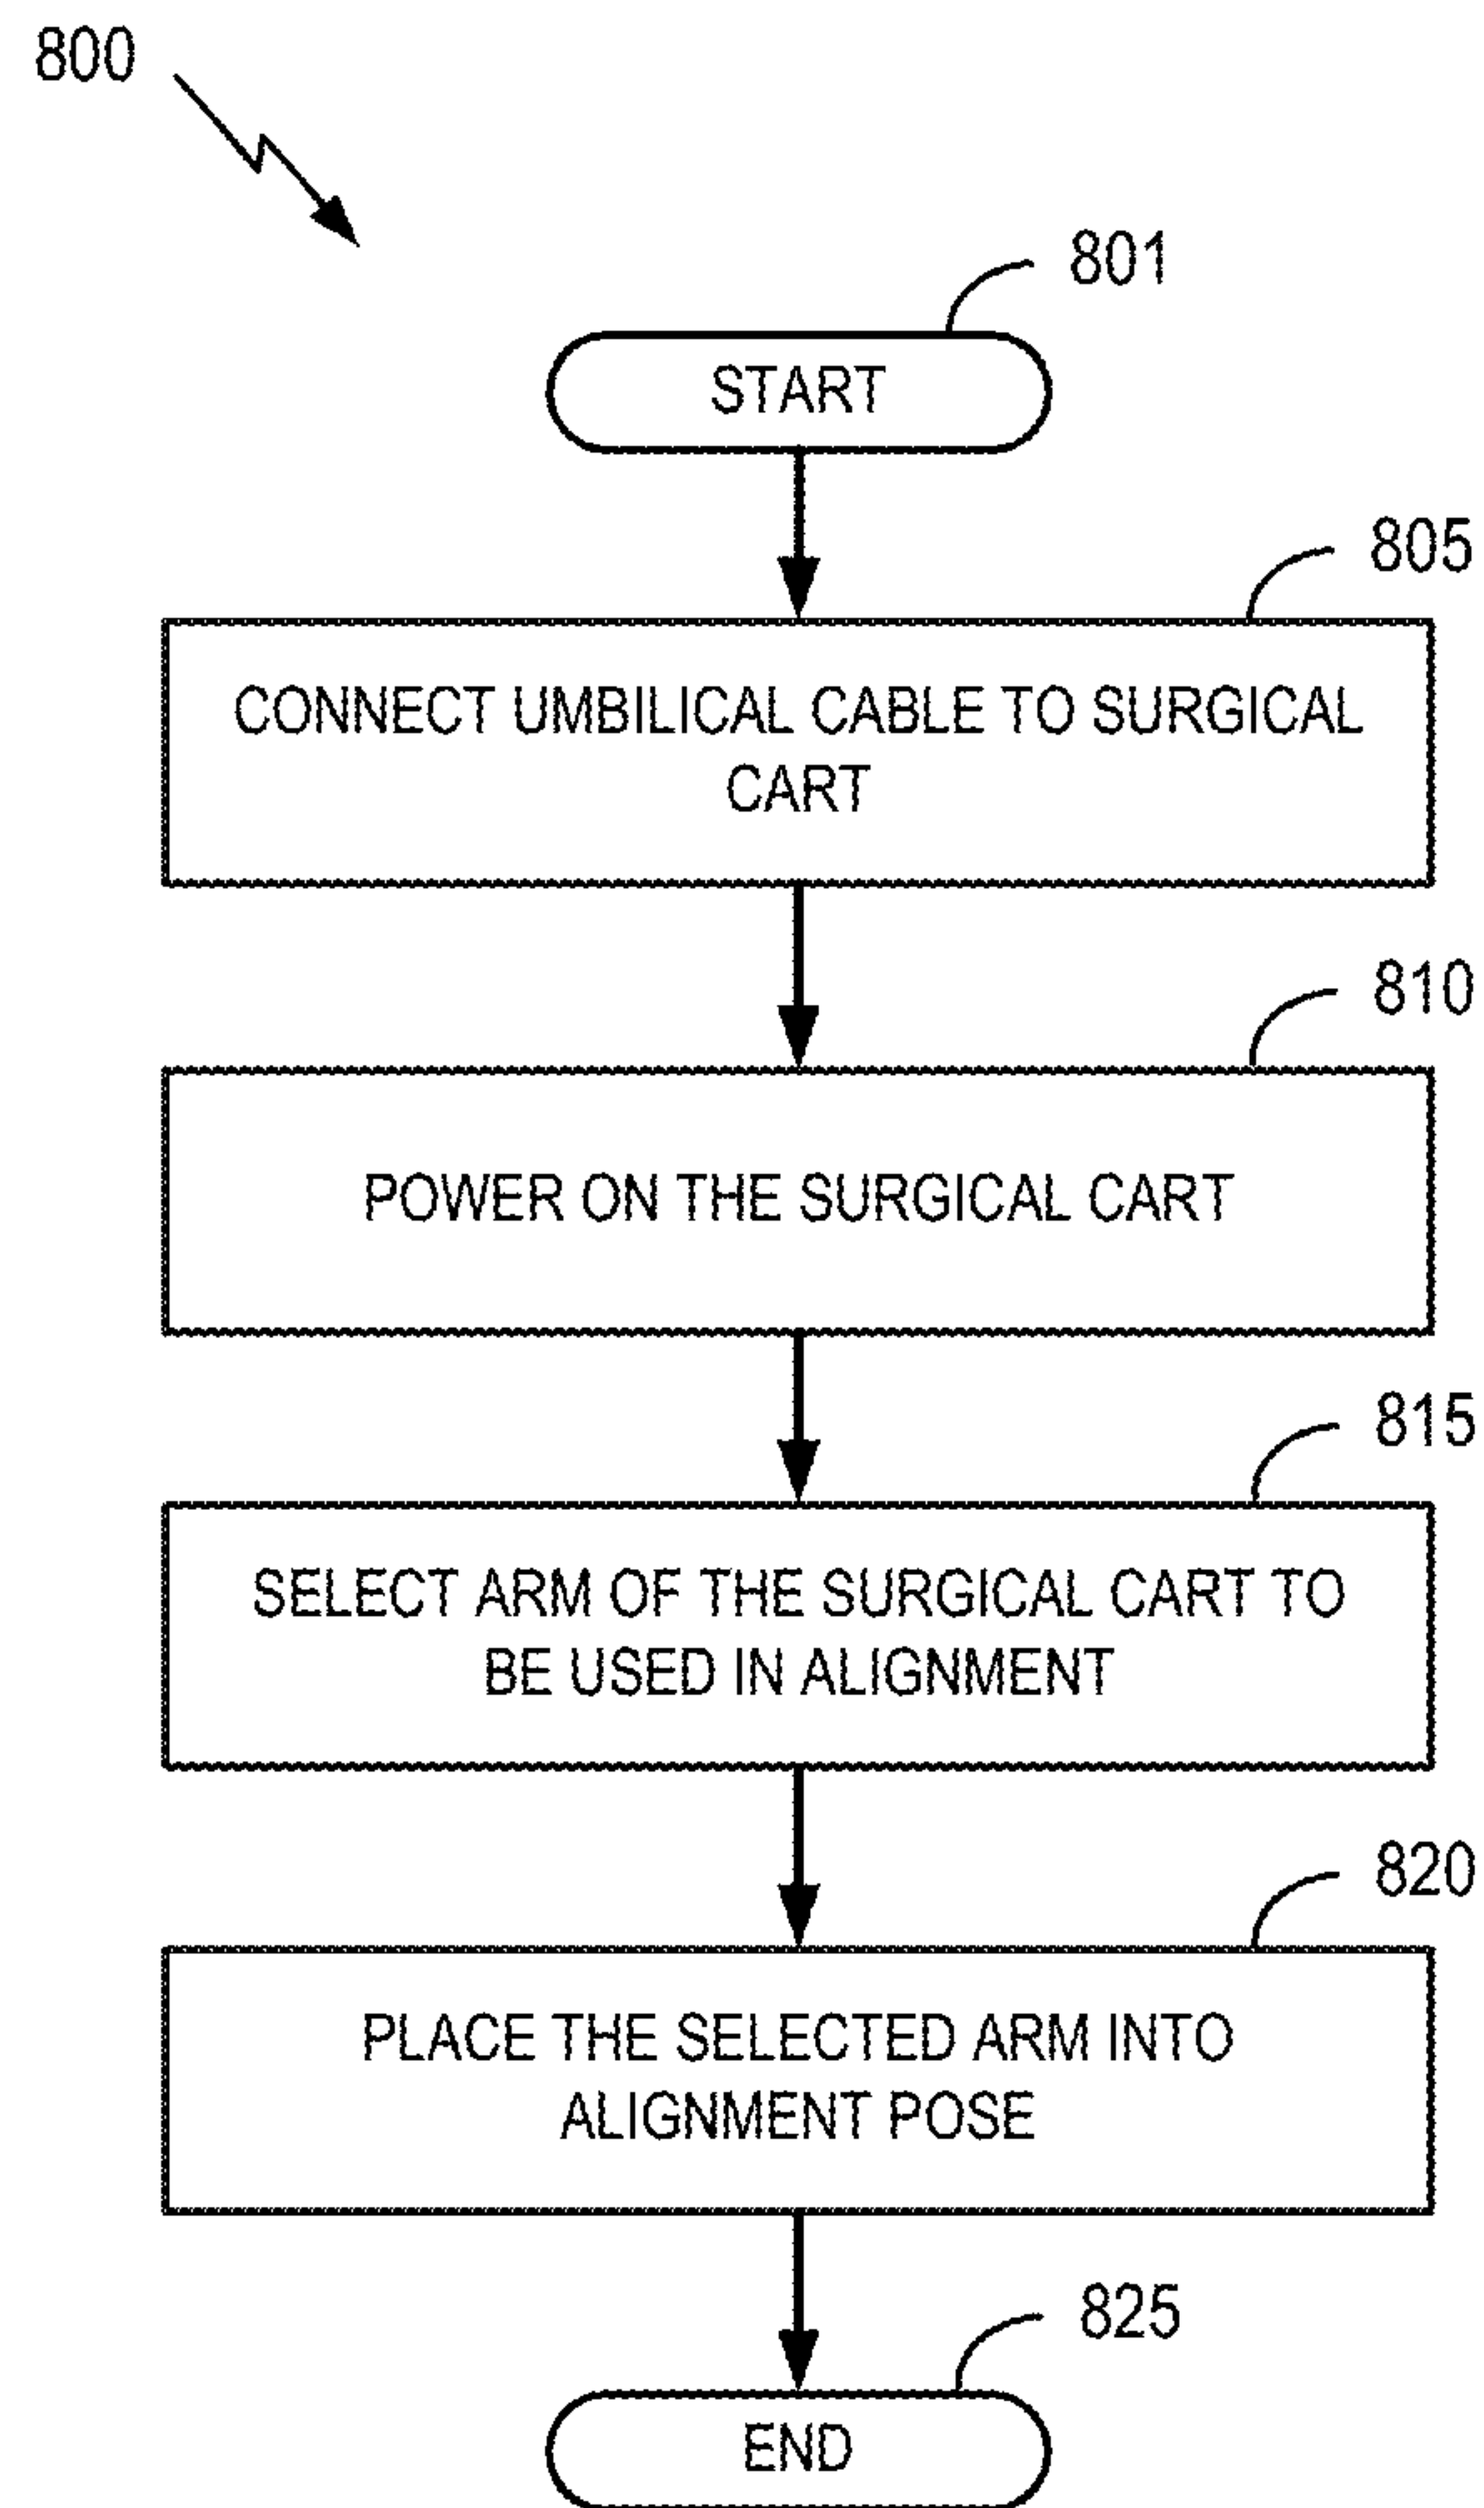 800
801
START
805
CONNECT UMBILICAL CABLE TO SURGICAL
CART
810
POWER ON THE SURGICAL CART
815
SELECT ARM OF THE SURGICAL CART TO
BE USED IN ALIGNMENT
820
PLACE THE SELECTED ARM INTO
ALIGNMENT POSE
825
END